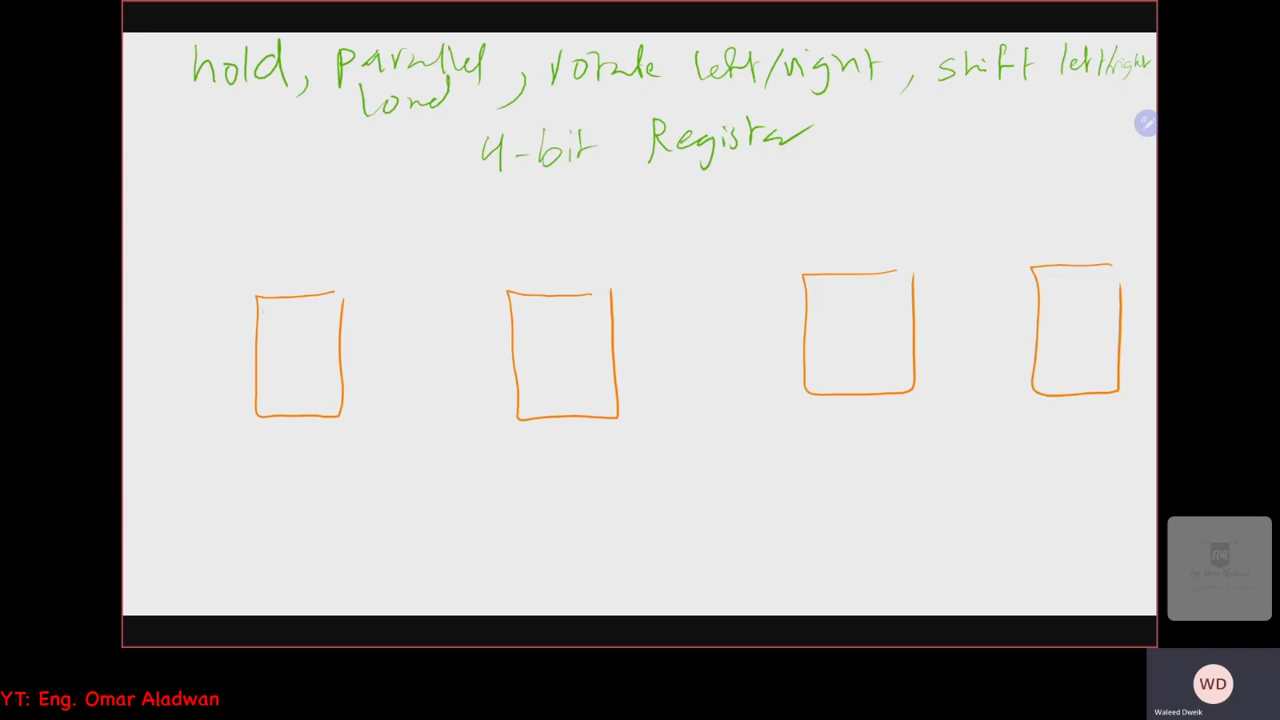 hold, parallel, rotate left/right, shift left/right
load
4-bit Register
WD
Waleed Dweik
YT: Eng. Omar Aladwan